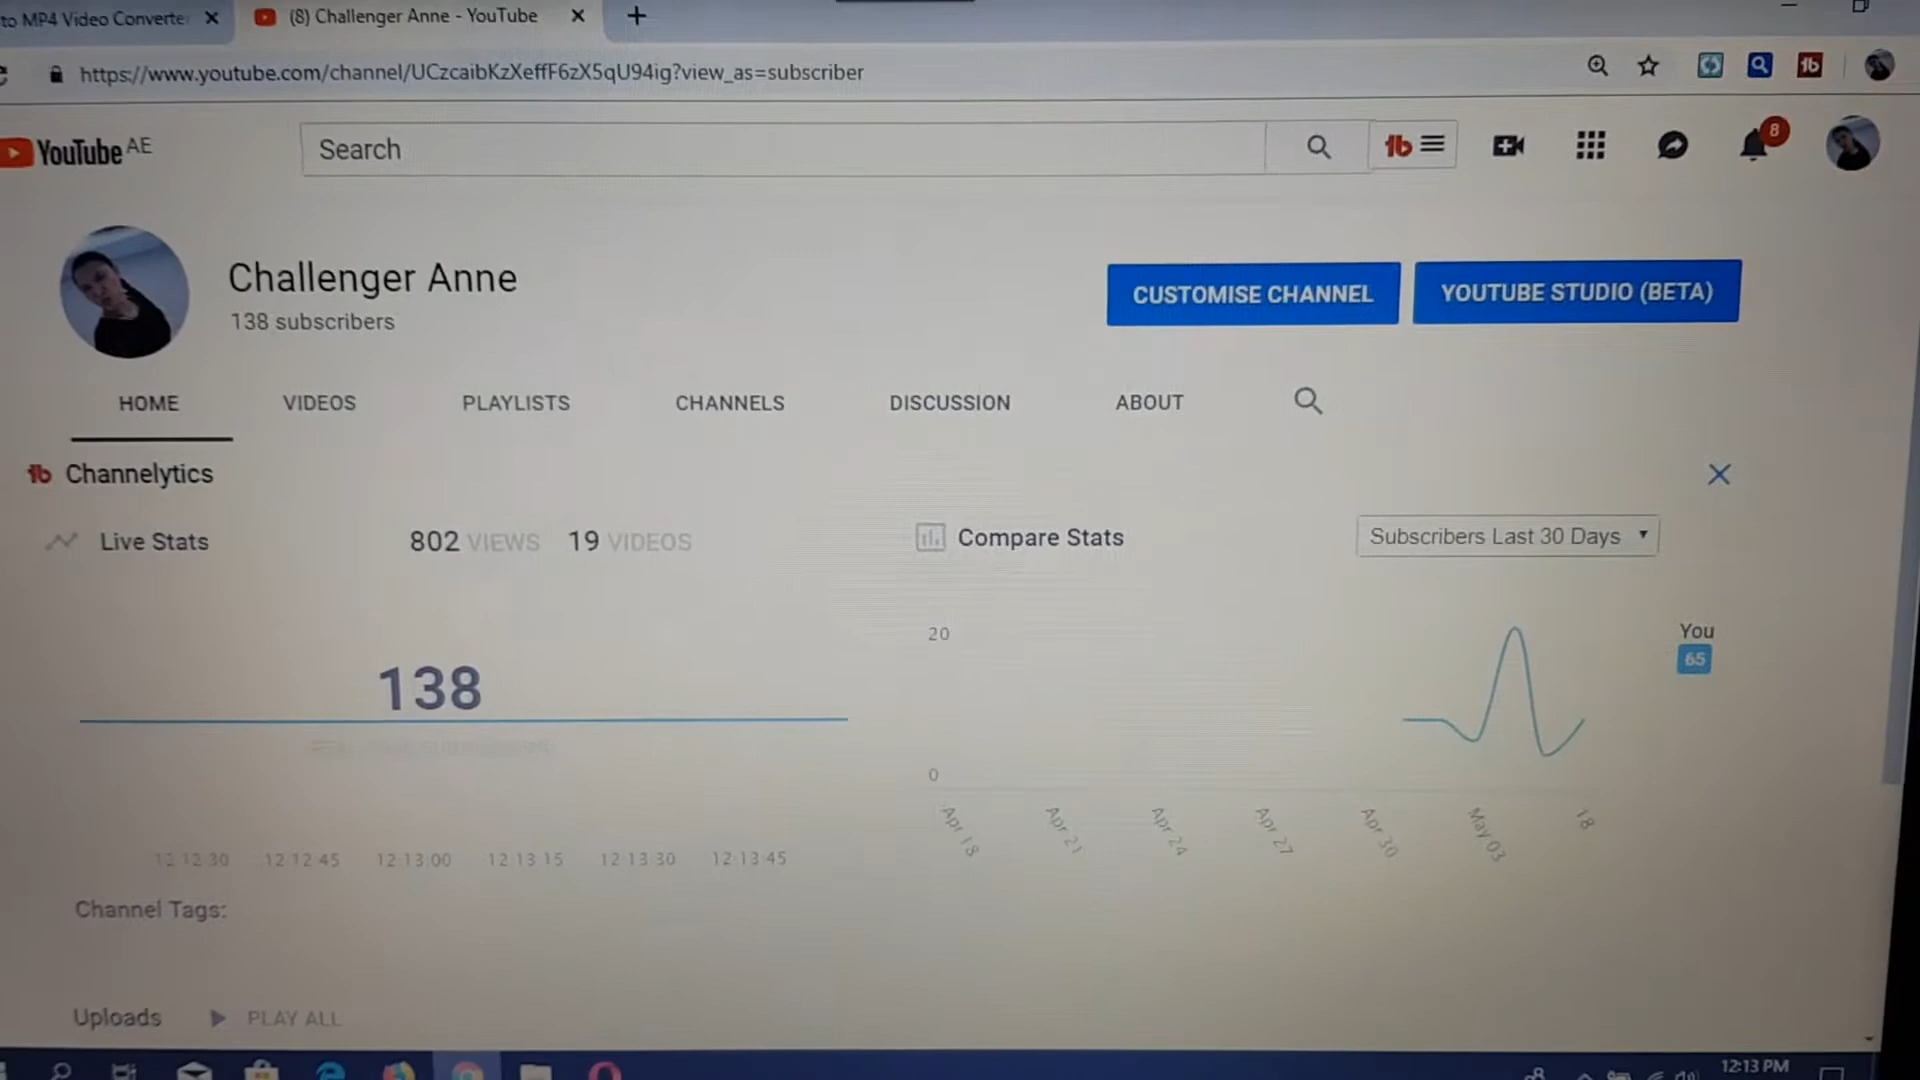 to MP4 Video Converte
(8) Challenger Anne - YouTube
https://www.youtube.com/channel/UCzcaibKzXeffF6zX5qU94ig?view_as=subscriber
YouTube AE
Search
8
Challenger Anne
138 subscribers
CUSTOMISE CHANNEL
YOUTUBE STUDIO (BETA)
HOME VIDEOS PLAYLISTS CHANNELS DISCUSSION ABOUT
Channelytics
Live Stats
802 VIEWS 19 VIDEOS
Compare Stats
Subscribers Last 30 Days
20
You
65
138
0
Apr 18 Apr 21 Apr 24 Apr 27 Apr 30 May 03 18
12:12:30 12:12:45 12:13:00 12:13:15 12:13:30 12:13:45
Channel Tags:
Uploads PLAY ALL
12:13 PM